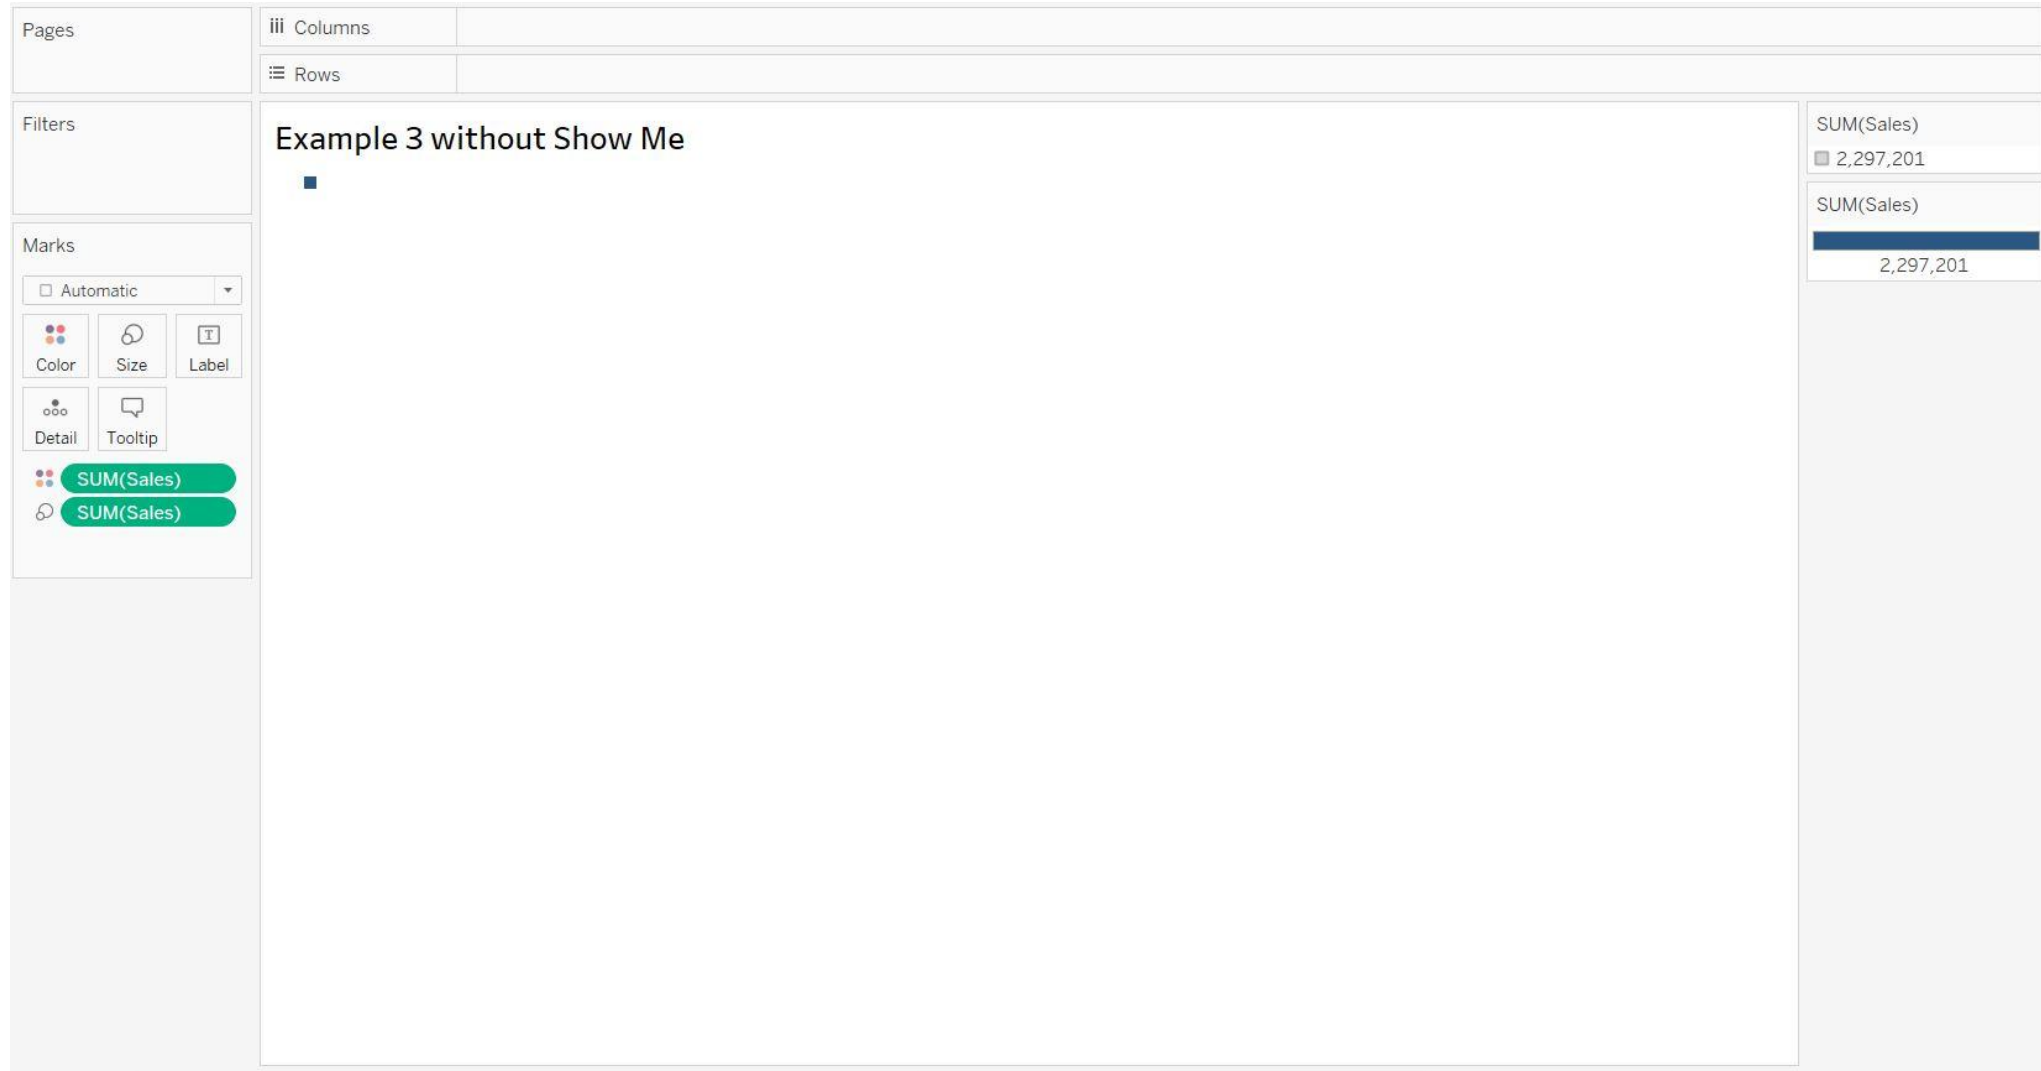 Pages
Columns
Rows
Filters
Example 3 without Show Me
SUM(Sales)
2,297,201
SUM(Sales)
2,297,201
Marks
Automatic
Color
Size
T
Label
Detail
Tooltip
SUM(Sales)
SUM(Sales)